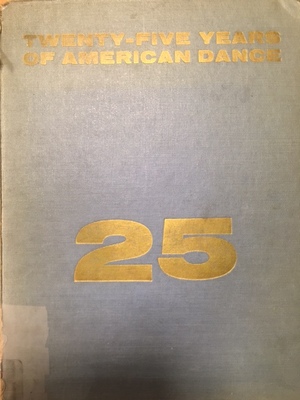 TWENTY-FIVE YEARS
OF AMERICAN DANCE
25